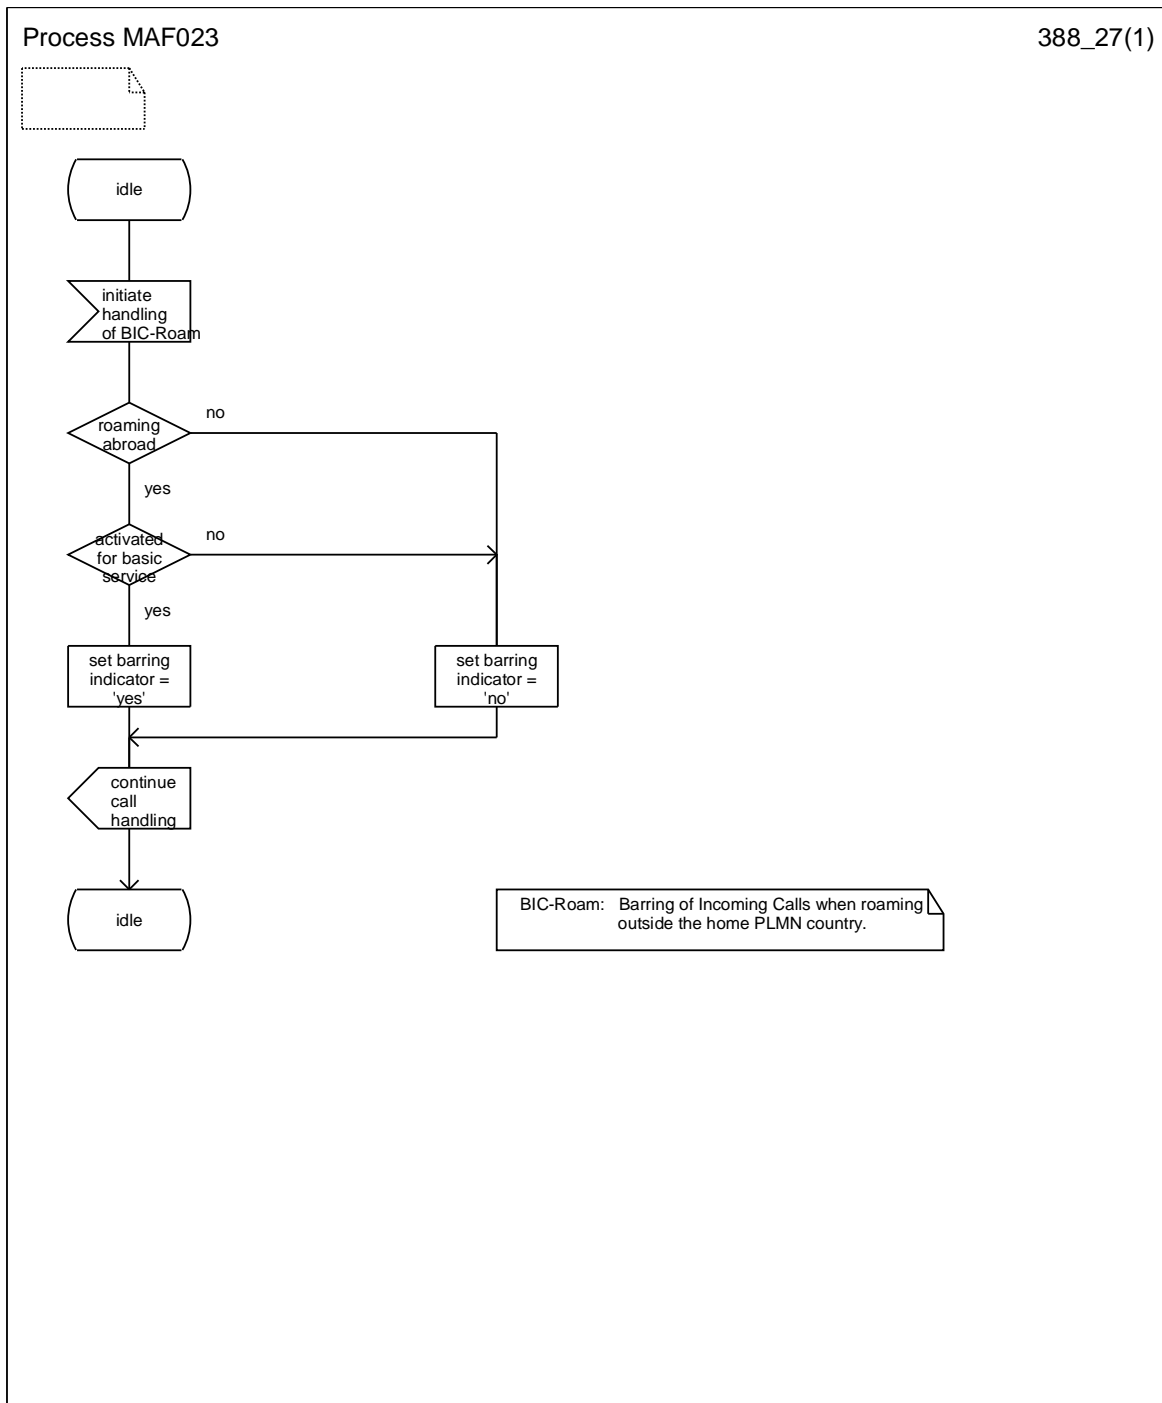 Process MAF023
388_27(1)
idle
initiate
handling
of BIC-Roam
roaming
abroad
no
yes
activated
for basic
service
no
yes
set barring
indicator =
'yes'
set barring
indicator =
'no'
continue
call
handling
idle
BIC-Roam: Barring of Incoming Calls when roaming
outside the home PLMN country.